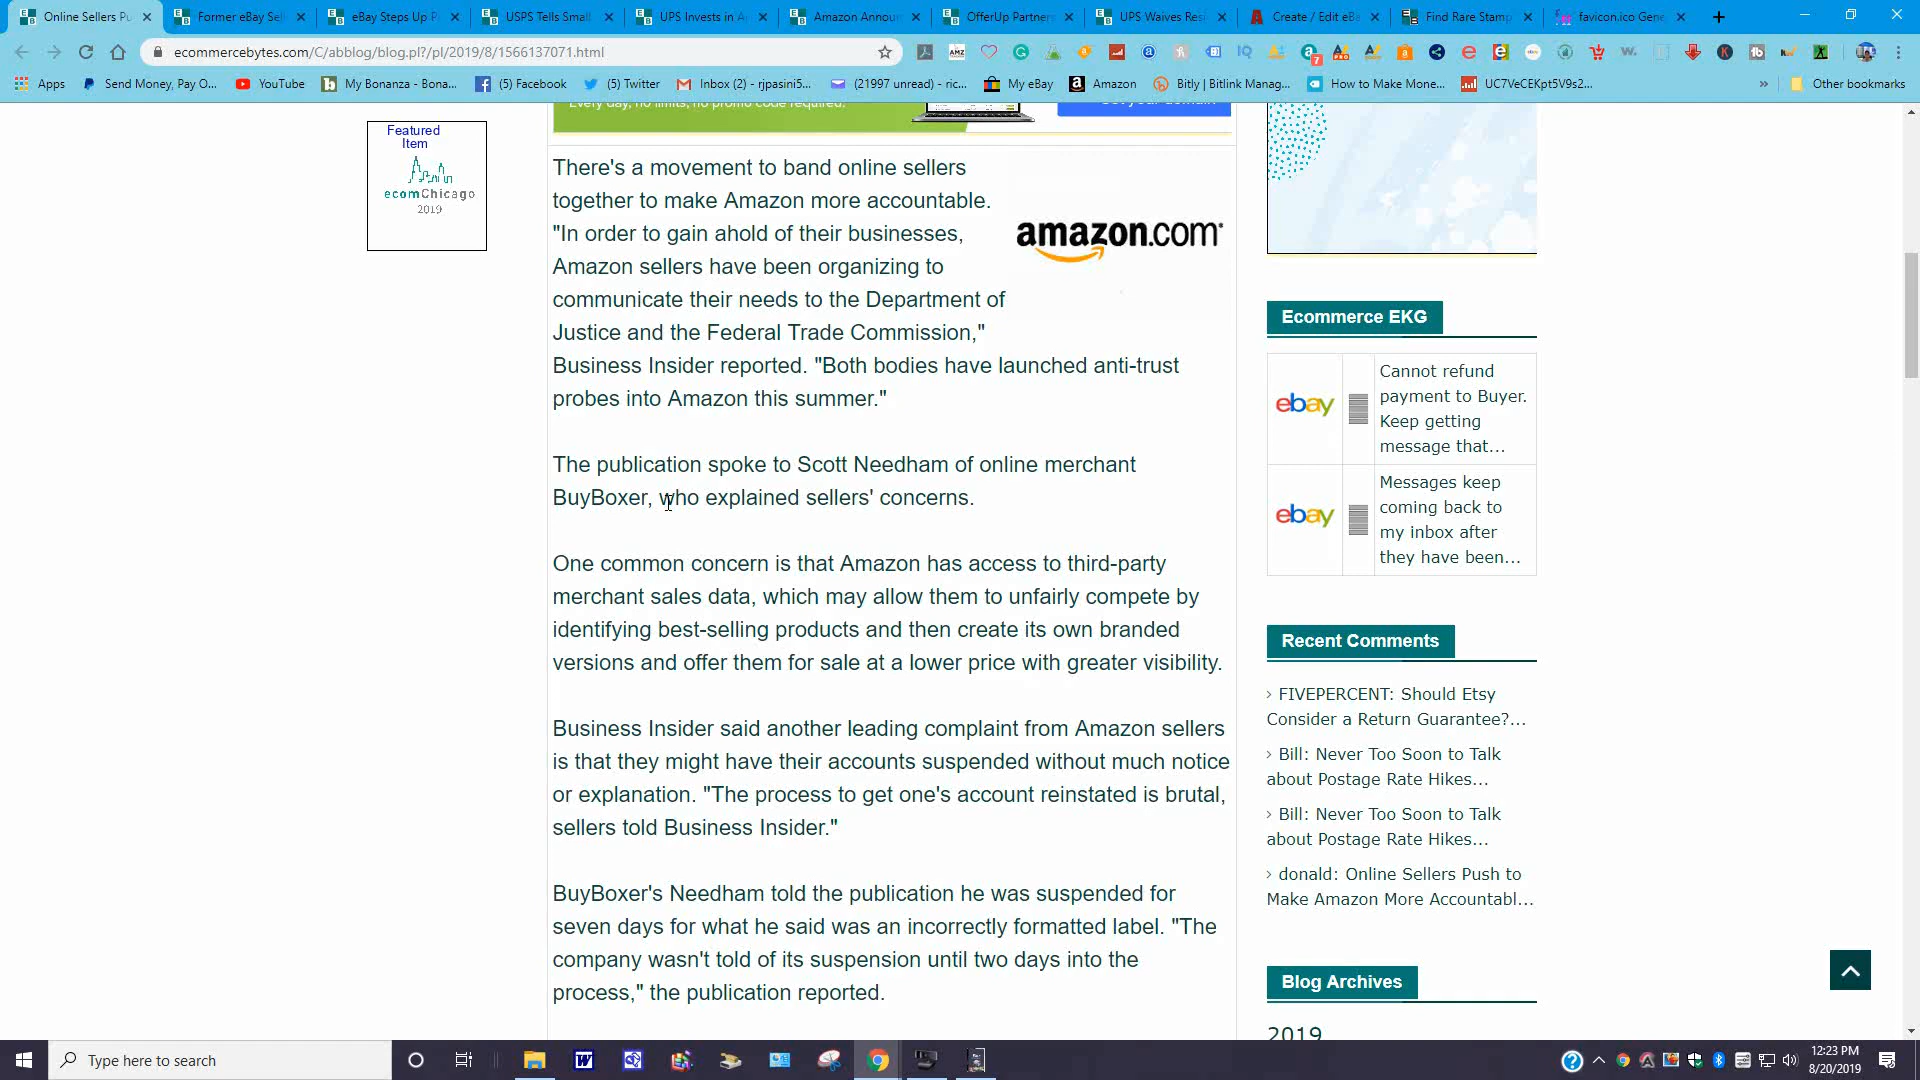 Online Sellers Pu
Former eBay Sell
eBay Steps Up P
USPS Tells Small
UPS Invests in A
Amazon Announ
OfferUp Partners
UPS Waives Resi
Create / Edit eBa
Find Rare Stamp
favicon.ico Gene
ecommercebytes.com/C/abblog/blog.pl?/pl/2019/8/1566137071.html
Apps
Send Money, Pay O...
YouTube
My Bonanza - Bona...
(5) Facebook
(5) Twitter
Inbox (2) - rjpasini5...
(21997 unread) - ric...
My eBay
Amazon
Bitly | Bitlink Manag...
How to Make Mone...
UC7VeCEKpt5V9s2...
Other bookmarks
Every day, no limits, no promo code required.
Featured
Item
ecomChicago
2019
There's a movement to band online sellers
together to make Amazon more accountable.
"In order to gain ahold of their businesses,
Amazon sellers have been organizing to
communicate their needs to the Department of
Justice and the Federal Trade Commission,"
Business Insider reported. "Both bodies have launched anti-trust
probes into Amazon this summer."
amazon.com
The publication spoke to Scott Needham of online merchant
BuyBoxer, who explained sellers' concerns.
One common concern is that Amazon has access to third-party
merchant sales data, which may allow them to unfairly compete by
identifying best-selling products and then create its own branded
versions and offer them for sale at a lower price with greater visibility.
Business Insider said another leading complaint from Amazon sellers
is that they might have their accounts suspended without much notice
or explanation. "The process to get one's account reinstated is brutal,
sellers told Business Insider."
BuyBoxer's Needham told the publication he was suspended for
seven days for what he said was an incorrectly formatted label. "The
company wasn't told of its suspension until two days into the
process," the publication reported.
Ecommerce EKG
ebay
Cannot refund
payment to Buyer.
Keep getting
message that...
ebay
Messages keep
coming back to
my inbox after
they have been...
Recent Comments
› FIVEPERCENT: Should Etsy
Consider a Return Guarantee?...
› Bill: Never Too Soon to Talk
about Postage Rate Hikes...
› Bill: Never Too Soon to Talk
about Postage Rate Hikes...
› donald: Online Sellers Push to
Make Amazon More Accountabl...
Blog Archives
2019
Type here to search
12:23 PM
8/20/2019